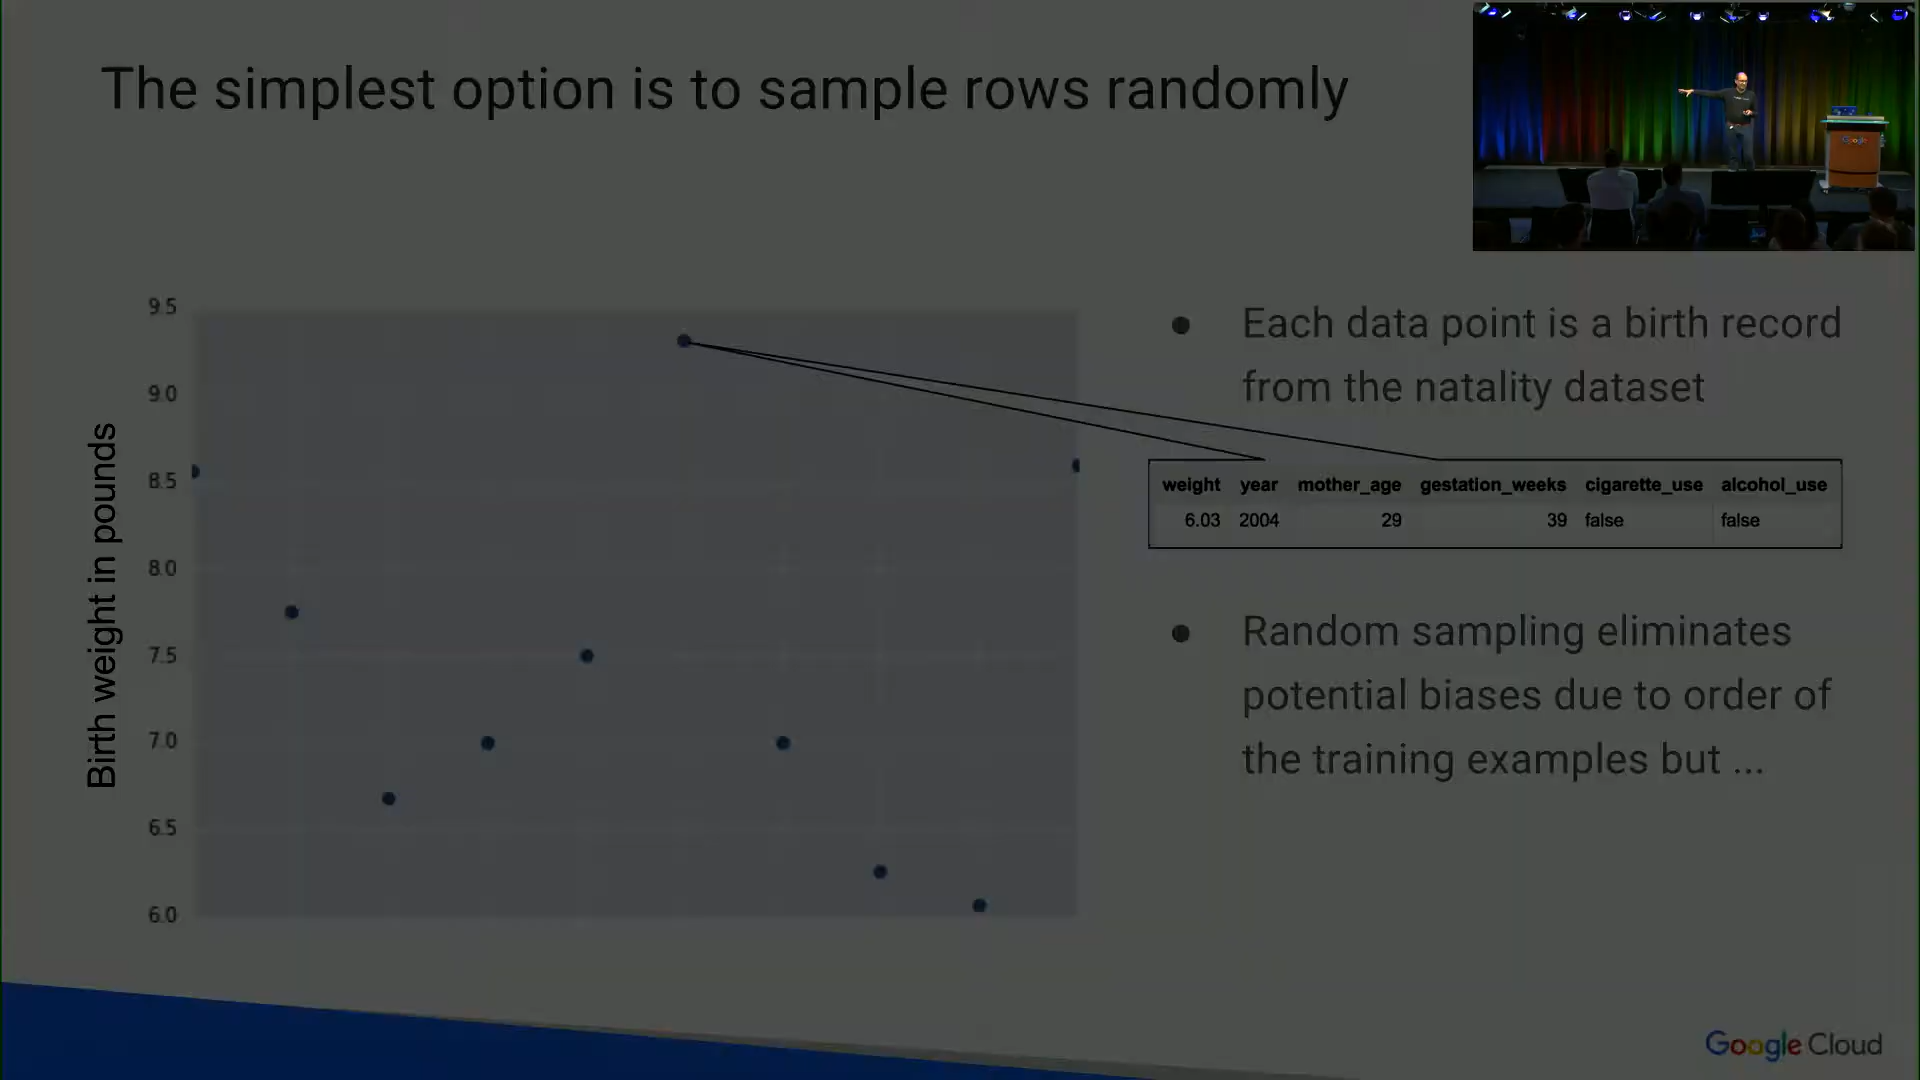 The simplest option is to sample rows randomly
Google
9.5
9.0
8.5
8.0
7.5
7.0
6.5
6.0
Birth weight in pounds
● Each data point is a birth record
from the natality dataset
weight year mother_age gestation_weeks cigarette_use alcohol_use
6.03 2004 29 39 false false
● Random sampling eliminates
potential biases due to order of
the training examples but ...
Google Cloud